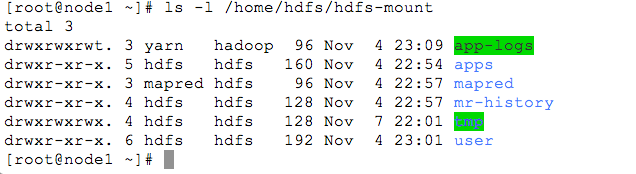 [root@node1 ~]# ls -l /home/hdfs/hdfs-mount
total 3
drwxrwxrwt. 3 yarn   hadoop  96 Nov  4 23:09 app-logs
drwxr-xr-x. 5 hdfs   hdfs   160 Nov  4 22:54 apps
drwxr-xr-x. 3 mapred hdfs    96 Nov  4 22:57 mapred
drwxr-xr-x. 4 hdfs   hdfs   128 Nov  4 22:57 mr-history
drwxrwxrwx. 4 hdfs   hdfs   128 Nov  7 22:01 tmp
drwxr-xr-x. 6 hdfs   hdfs   192 Nov  4 23:01 user
[root@node1 ~]#